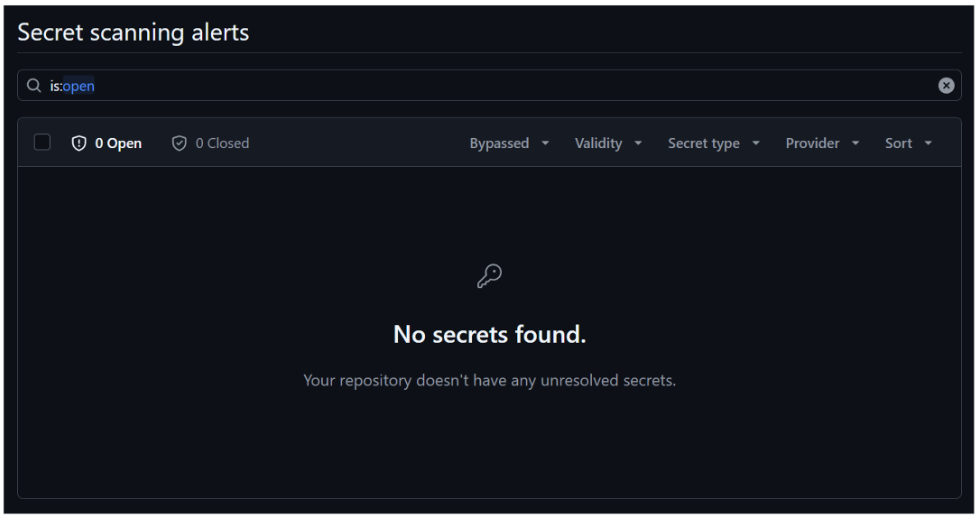 Secret scanning alerts
is:open
0 Open 0 Closed Bypassed Validity Secret type Provider Sort
No secrets found.
Your repository doesn't have any unresolved secrets.